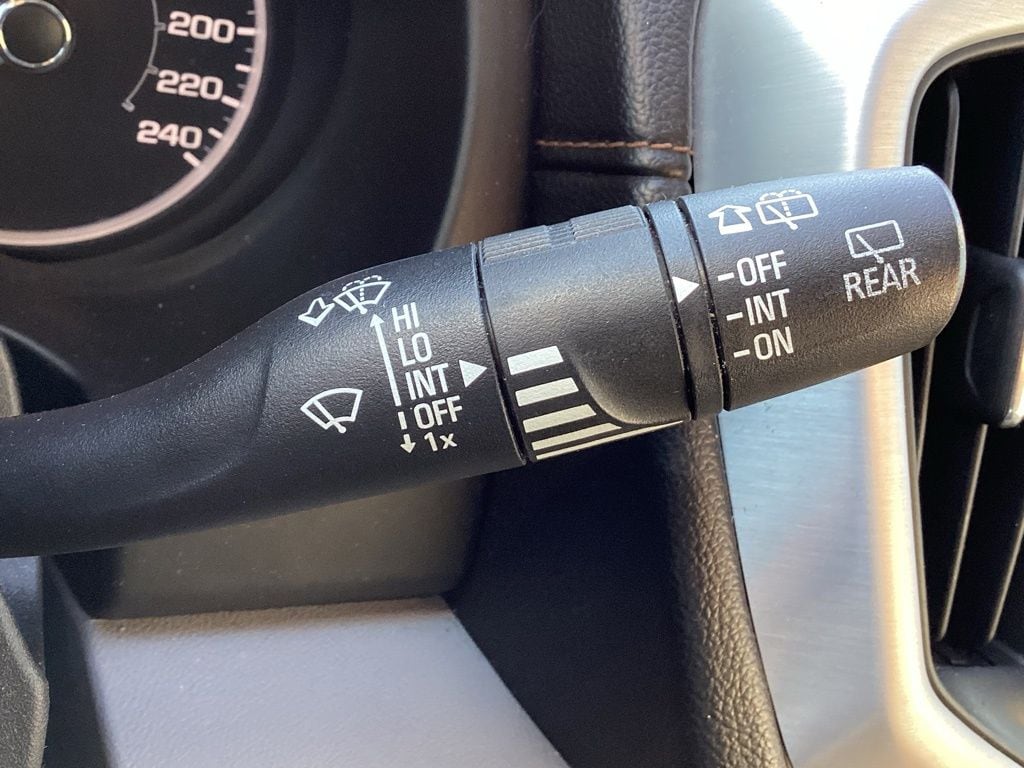 200
220
240
HI
LO
INT
OFF
1x
-OFF
-INT
-ON
REAR